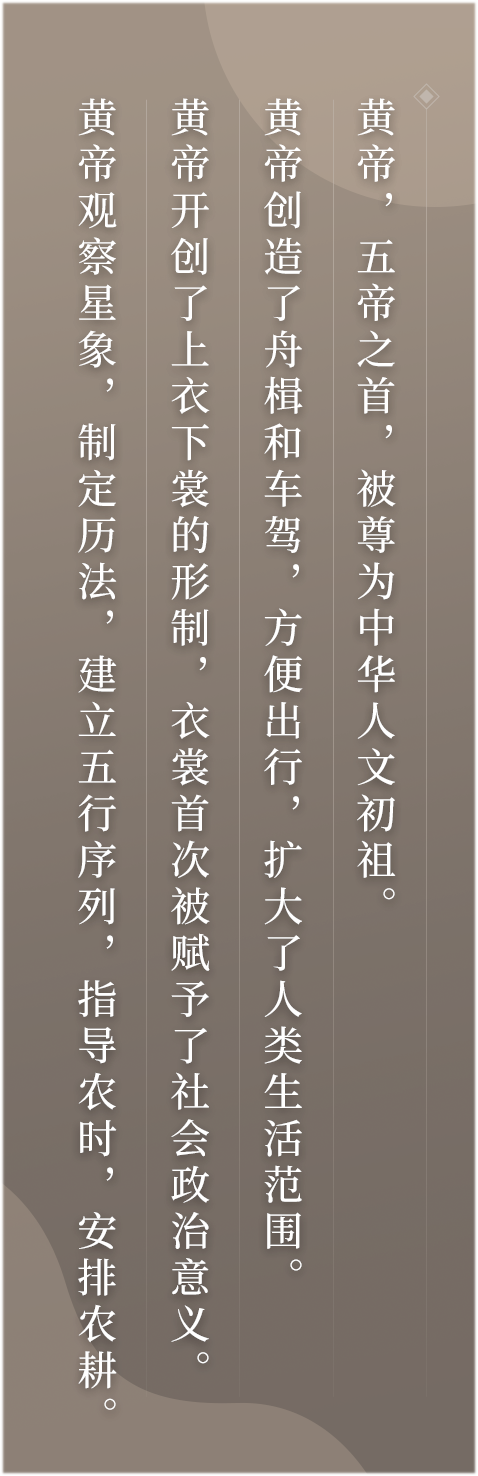 黄帝，五帝之首，被尊为中华人文初祖。
黄帝创造了舟楫和车驾，方便出行，扩大了人类生活范围。
黄帝开创了上衣下裳的形制，衣裳首次被赋予了社会政治意义。
黄帝观察星象，制定历法，建立五行序列，指导农时，安排农耕。